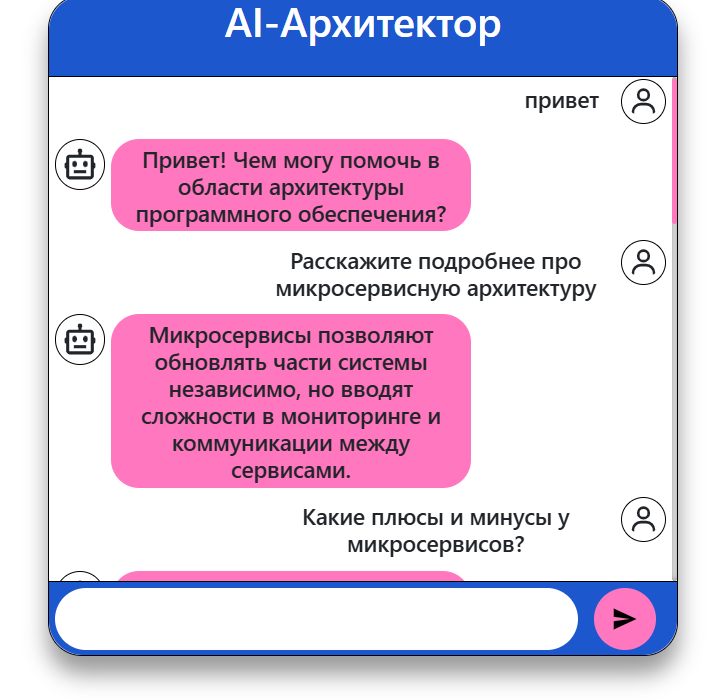 AI-Архитектор
привет
Привет! Чем могу помочь в
области архитектуры
программного обеспечения?
Расскажите подробнее про
микросервисную архитектуру
Микросервисы позволяют
обновлять части системы
независимо, но вводят
сложности в мониторинге и
коммуникации между
сервисами.
Какие плюсы и минусы у
микросервисов?